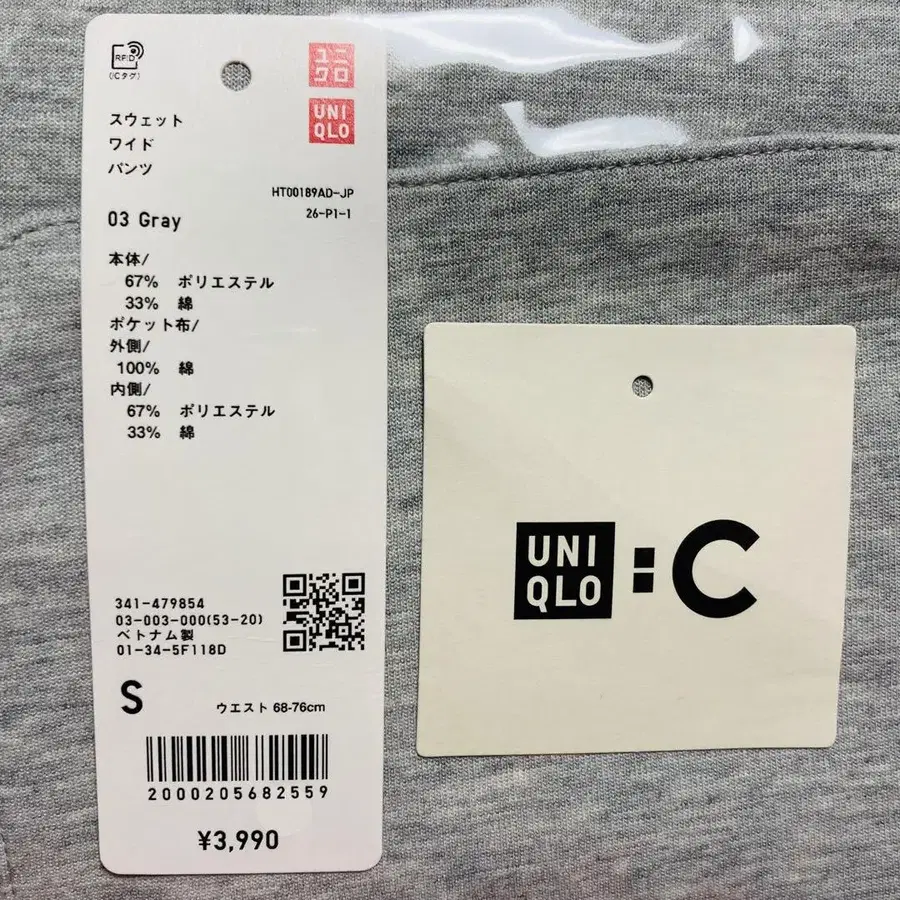 RFID
(ICタグ)
ユニ
クロ
UNI
QLO
スウェット
ワイド
パンツ
HT00189AD-JP
26-P1-1
03 Gray
本体/
67% ポリエステル
33% 綿
ポケット布/
外側/
100% 綿
内側/
67% ポリエステル
33% 綿
341-479854
03-003-000(53-20)
ベトナム製
01-34-5F118D
S ウエスト 68-76cm
2000205682559
¥3,990
UNI
QLO
:C